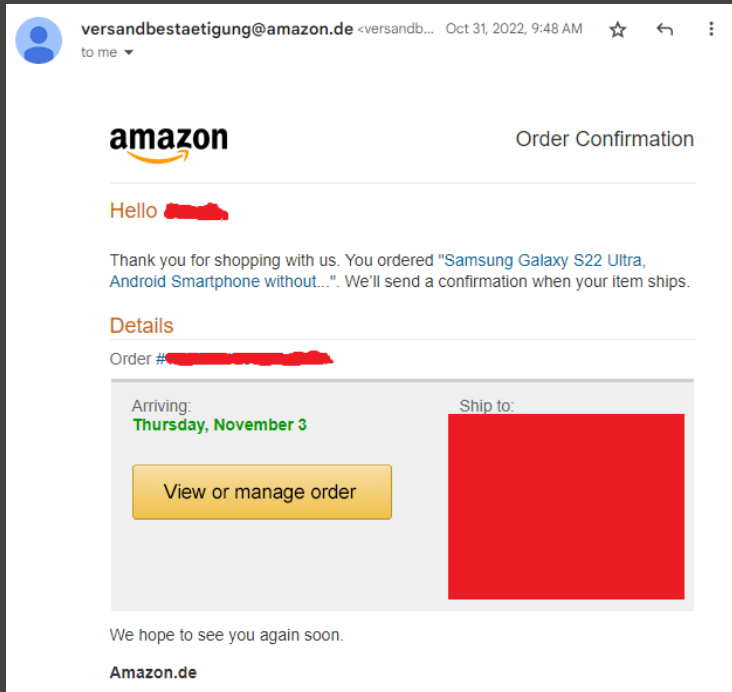 versandbestaetigung@amazon.de <versandb... Oct 31, 2022, 9:48 AM
to me
amazon
Order Confirmation
Hello
Thank you for shopping with us. You ordered "Samsung Galaxy S22 Ultra,
Android Smartphone without...". We'll send a confirmation when your item ships.
Details
Order #
Arriving:
Thursday, November 3
Ship to:
View or manage order
We hope to see you again soon.
Amazon.de